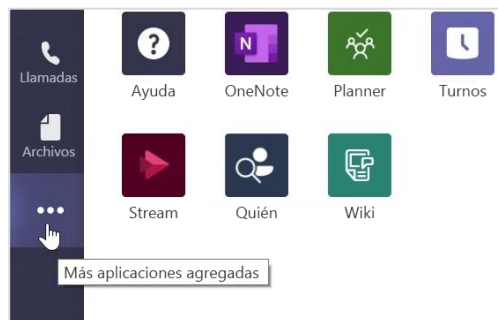 Llamadas
Archivos
Ayuda
OneNote
Planner
Turnos
Stream
Quién
Wiki
Más aplicaciones agregadas